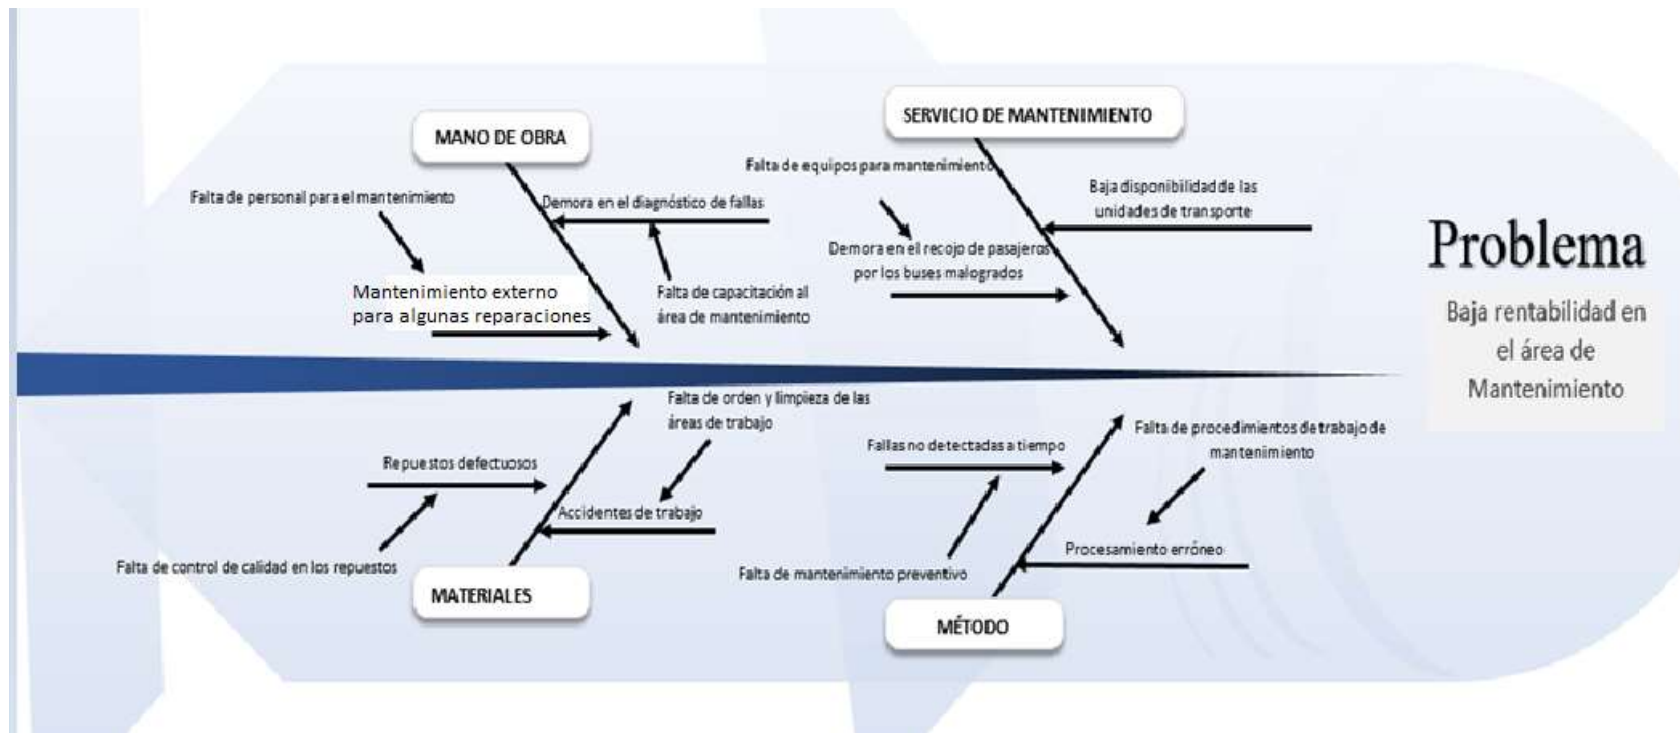 MANO DE OBRA
Falta de personal para el mantenimiento
Demora en el diagnóstico de fallas
Mantenimiento externo
para algunas reparaciones
Falta de capacitación al
área de mantenimiento
SERVICIO DE MANTENIMIENTO
Falta de equipos para mantenimiento
Baja disponibilidad de las
unidades de transporte
Demora en el recojo de pasajeros
por los buses malogrados
Problema
Baja rentabilidad en
el área de
Mantenimiento
Falta de orden y limpieza de las
áreas de trabajo
Repuestos defectuosos
Accidentes de trabajo
Falta de control de calidad en los repuestos
MATERIALES
Falta de procedimientos de trabajo de
mantenimiento
Fallas no detectadas a tiempo
Procesamiento erróneo
Falta de mantenimiento preventivo
MÉTODO